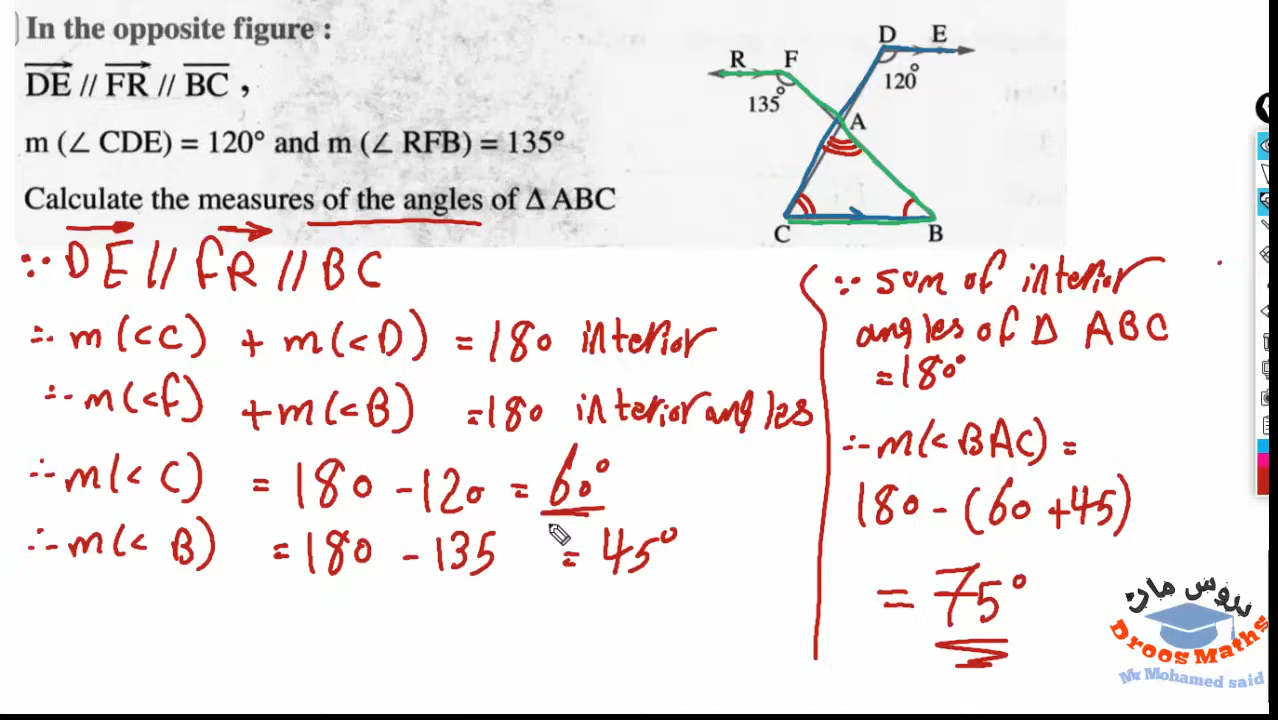 In the opposite figure :
DE // FR // BC ,
m (∠ CDE) = 120° and m (∠ RFB) = 135°
Calculate the measures of the angles of Δ ABC
D E
R F
120°
135°
A
C B
∵ DE // FR // BC
∴ m(<C) + m(<D) = 180 interior
∴ m(<F) + m(<B) = 180 interior angles
∴ m(<C) = 180 - 120 = 60°
∴ m(<B) = 180 - 135 = 45°
∵ sum of interior
angles of Δ ABC
= 180°
∴ m(<BAC) =
180 - (60 + 45)
= 75°
دروس ماث
Droos Maths
Mr Mohamed said